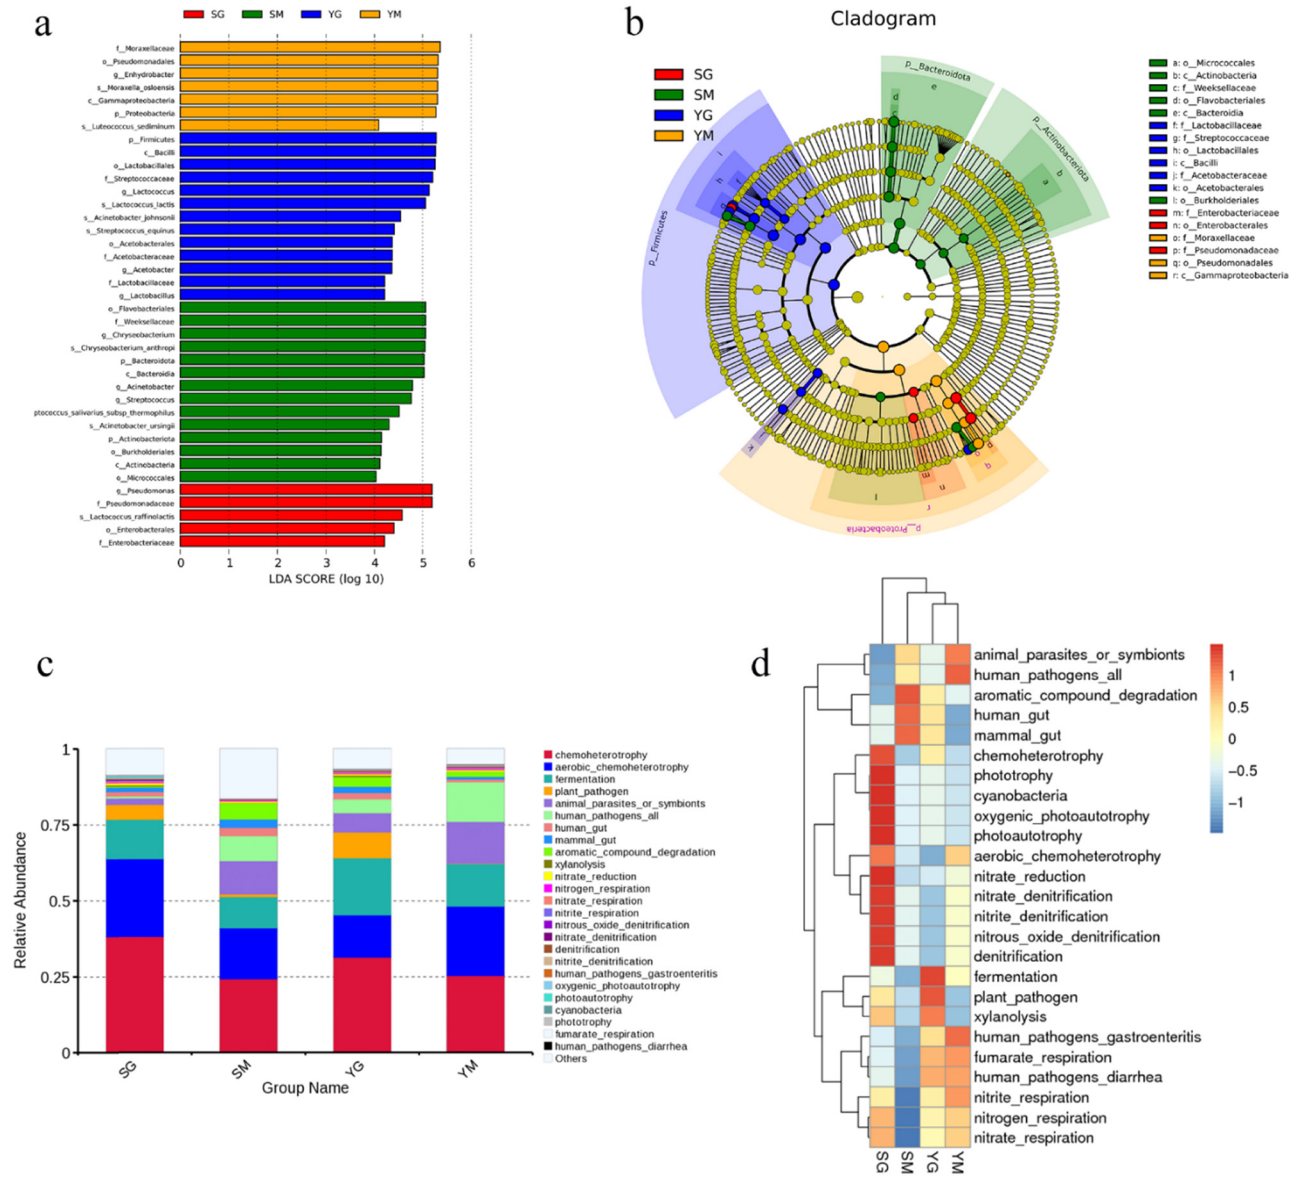 a
SG SM YG YM
f__Moraxellaceae
o__Pseudomonadales
g__Enhydrobacter
s__Moraxella_osloensis
c__Gammaproteobacteria
p__Proteobacteria
s__Luteococcus_sediminum
p__Firmicutes
c__Bacilli
o__Lactobacillales
f__Streptococcaceae
g__Lactococcus
s__Lactococcus_lactis
s__Acinetobacter_johnsonii
s__Streptococcus_equinus
o__Acetobacterales
f__Acetobacteraceae
g__Acetobacter
f__Lactobacillaceae
g__Lactobacillus
o__Flavobacteriales
f__Weeksellaceae
g__Chryseobacterium
s__Chryseobacterium_anthropi
p__Bacteroidota
c__Bacteroidia
g__Acinetobacter
g__Streptococcus
ptococcus_salivarius_subsp_thermophilus
s__Acinetobacter_ursingii
p__Actinobacteriota
o__Burkholderiales
c__Actinobacteria
o__Micrococcales
g__Pseudomonas
f__Pseudomonadaceae
s__Lactococcus_raffinolactis
o__Enterobacterales
f__Enterobacteriaceae
0 1 2 3 4 5 6
LDA SCORE (log 10)
b
Cladogram
SG
SM
YG
YM
p__Bacteroidota
e
d
c
p__Actinobacteriota
b
a
p__Firmicutes
i
h
k
l
m
n
q
r
p__Proteobacteria
a: o__Micrococcales
b: c__Actinobacteria
c: f__Weeksellaceae
d: o__Flavobacteriales
e: c__Bacteroidia
f: f__Lactobacillaceae
g: f__Streptococcaceae
h: o__Lactobacillales
i: c__Bacilli
j: f__Acetobacteraceae
k: o__Acetobacterales
l: o__Burkholderiales
m: f__Enterobacteriaceae
n: o__Enterobacterales
o: f__Moraxellaceae
p: f__Pseudomonadaceae
q: o__Pseudomonadales
r: c__Gammaproteobacteria
c
Relative Abundance
1
0.75
0.5
0.25
0
SG SM YG YM
Group Name
chemoheterotrophy
aerobic_chemoheterotrophy
fermentation
plant_pathogen
animal_parasites_or_symbionts
human_pathogens_all
human_gut
mammal_gut
aromatic_compound_degradation
xylanolysis
nitrate_reduction
nitrogen_respiration
nitrate_respiration
nitrite_respiration
nitrous_oxide_denitrification
nitrate_denitrification
denitrification
nitrite_denitrification
human_pathogens_gastroenteritis
oxygenic_photoautotrophy
photoautotrophy
cyanobacteria
phototrophy
fumarate_respiration
human_pathogens_diarrhea
Others
d
animal_parasites_or_symbionts
human_pathogens_all
aromatic_compound_degradation
human_gut
mammal_gut
chemoheterotrophy
phototrophy
cyanobacteria
oxygenic_photoautotrophy
photoautotrophy
aerobic_chemoheterotrophy
nitrate_reduction
nitrate_denitrification
nitrite_denitrification
nitrous_oxide_denitrification
denitrification
fermentation
plant_pathogen
xylanolysis
human_pathogens_gastroenteritis
fumarate_respiration
human_pathogens_diarrhea
nitrite_respiration
nitrogen_respiration
nitrate_respiration
SG SM YG YM
1
0.5
0
−0.5
−1